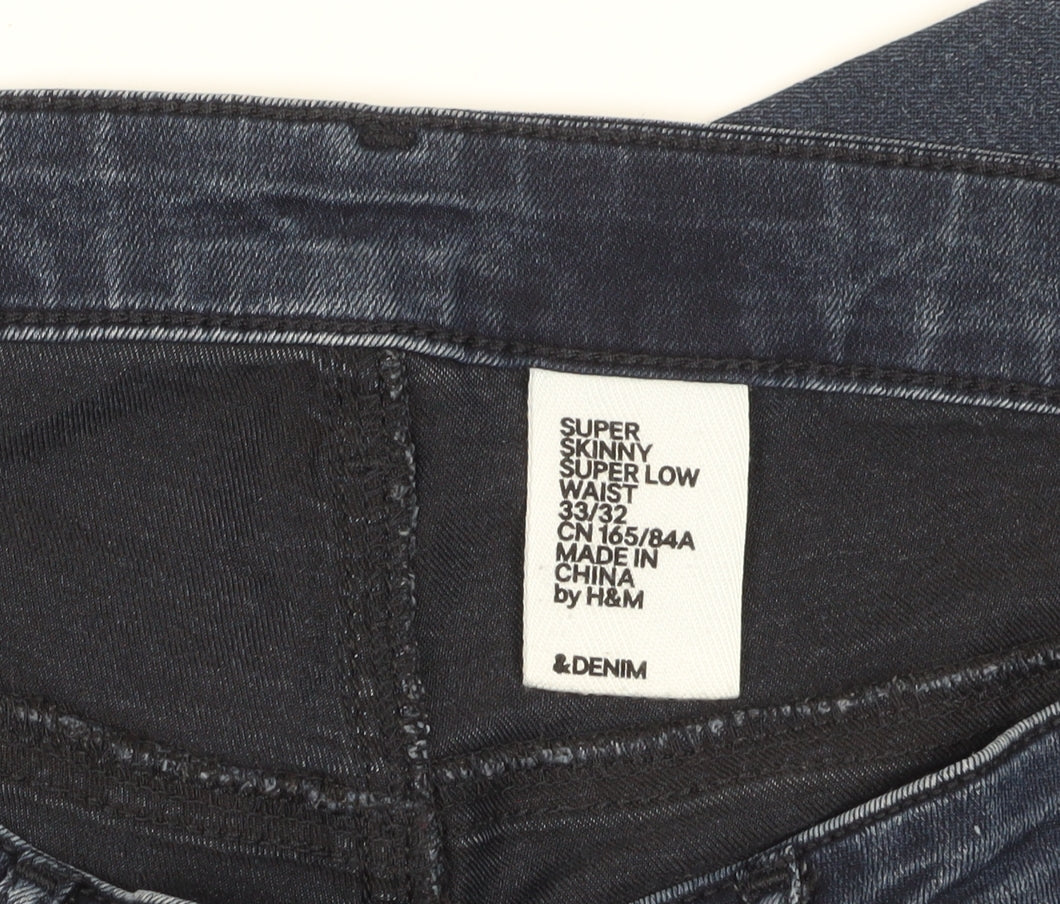 SUPER
SKINNY
SUPER LOW
WAIST
33/32
CN 165/84A
MADE IN
CHINA
by H&M
&DENIM